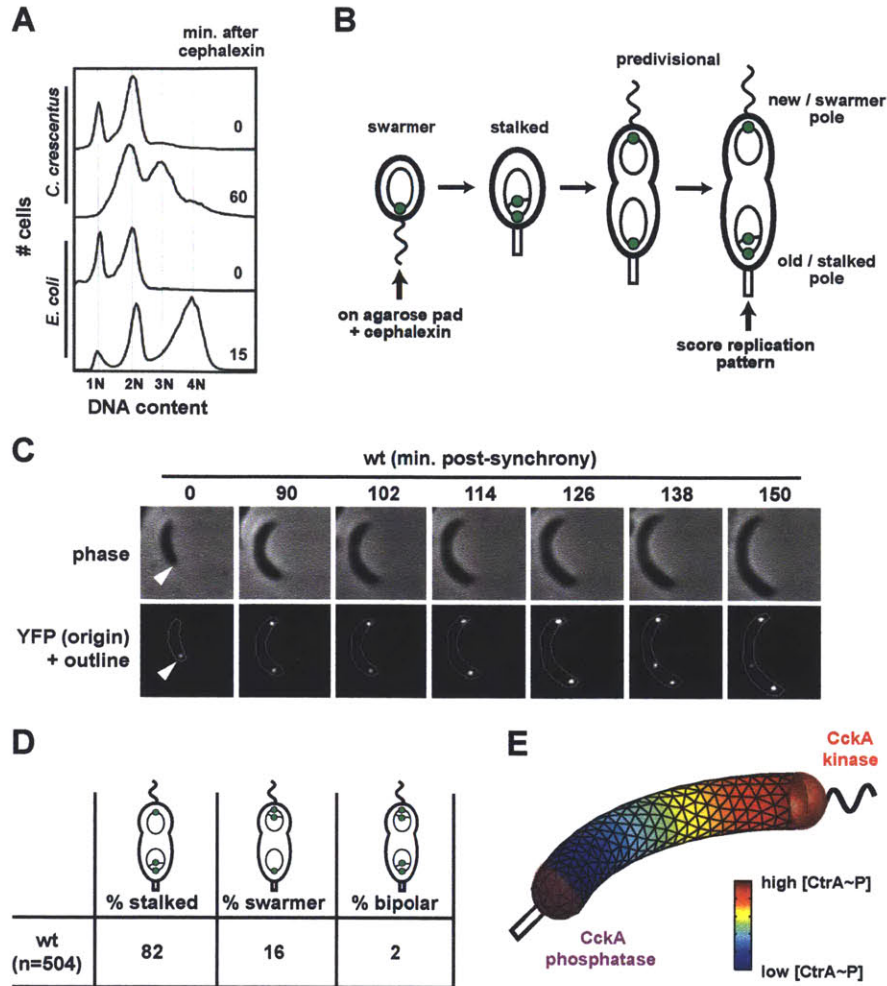 A
min. after
cephalexin
C. crescentus
E. coli
# cells
0
60
0
15
1N 2N 3N 4N
DNA content
B
swarmer
stalked
predivisional
new / swarmer
pole
old / stalked
pole
on agarose pad
+ cephalexin
score replication
pattern
C
wt (min. post-synchrony)
0 90 102 114 126 138 150
phase
YFP (origin)
+ outline
D
% stalked % swarmer % bipolar
wt
(n=504)
82 16 2
E
CckA
kinase
CckA
phosphatase
high [CtrA~P]
low [CtrA~P]